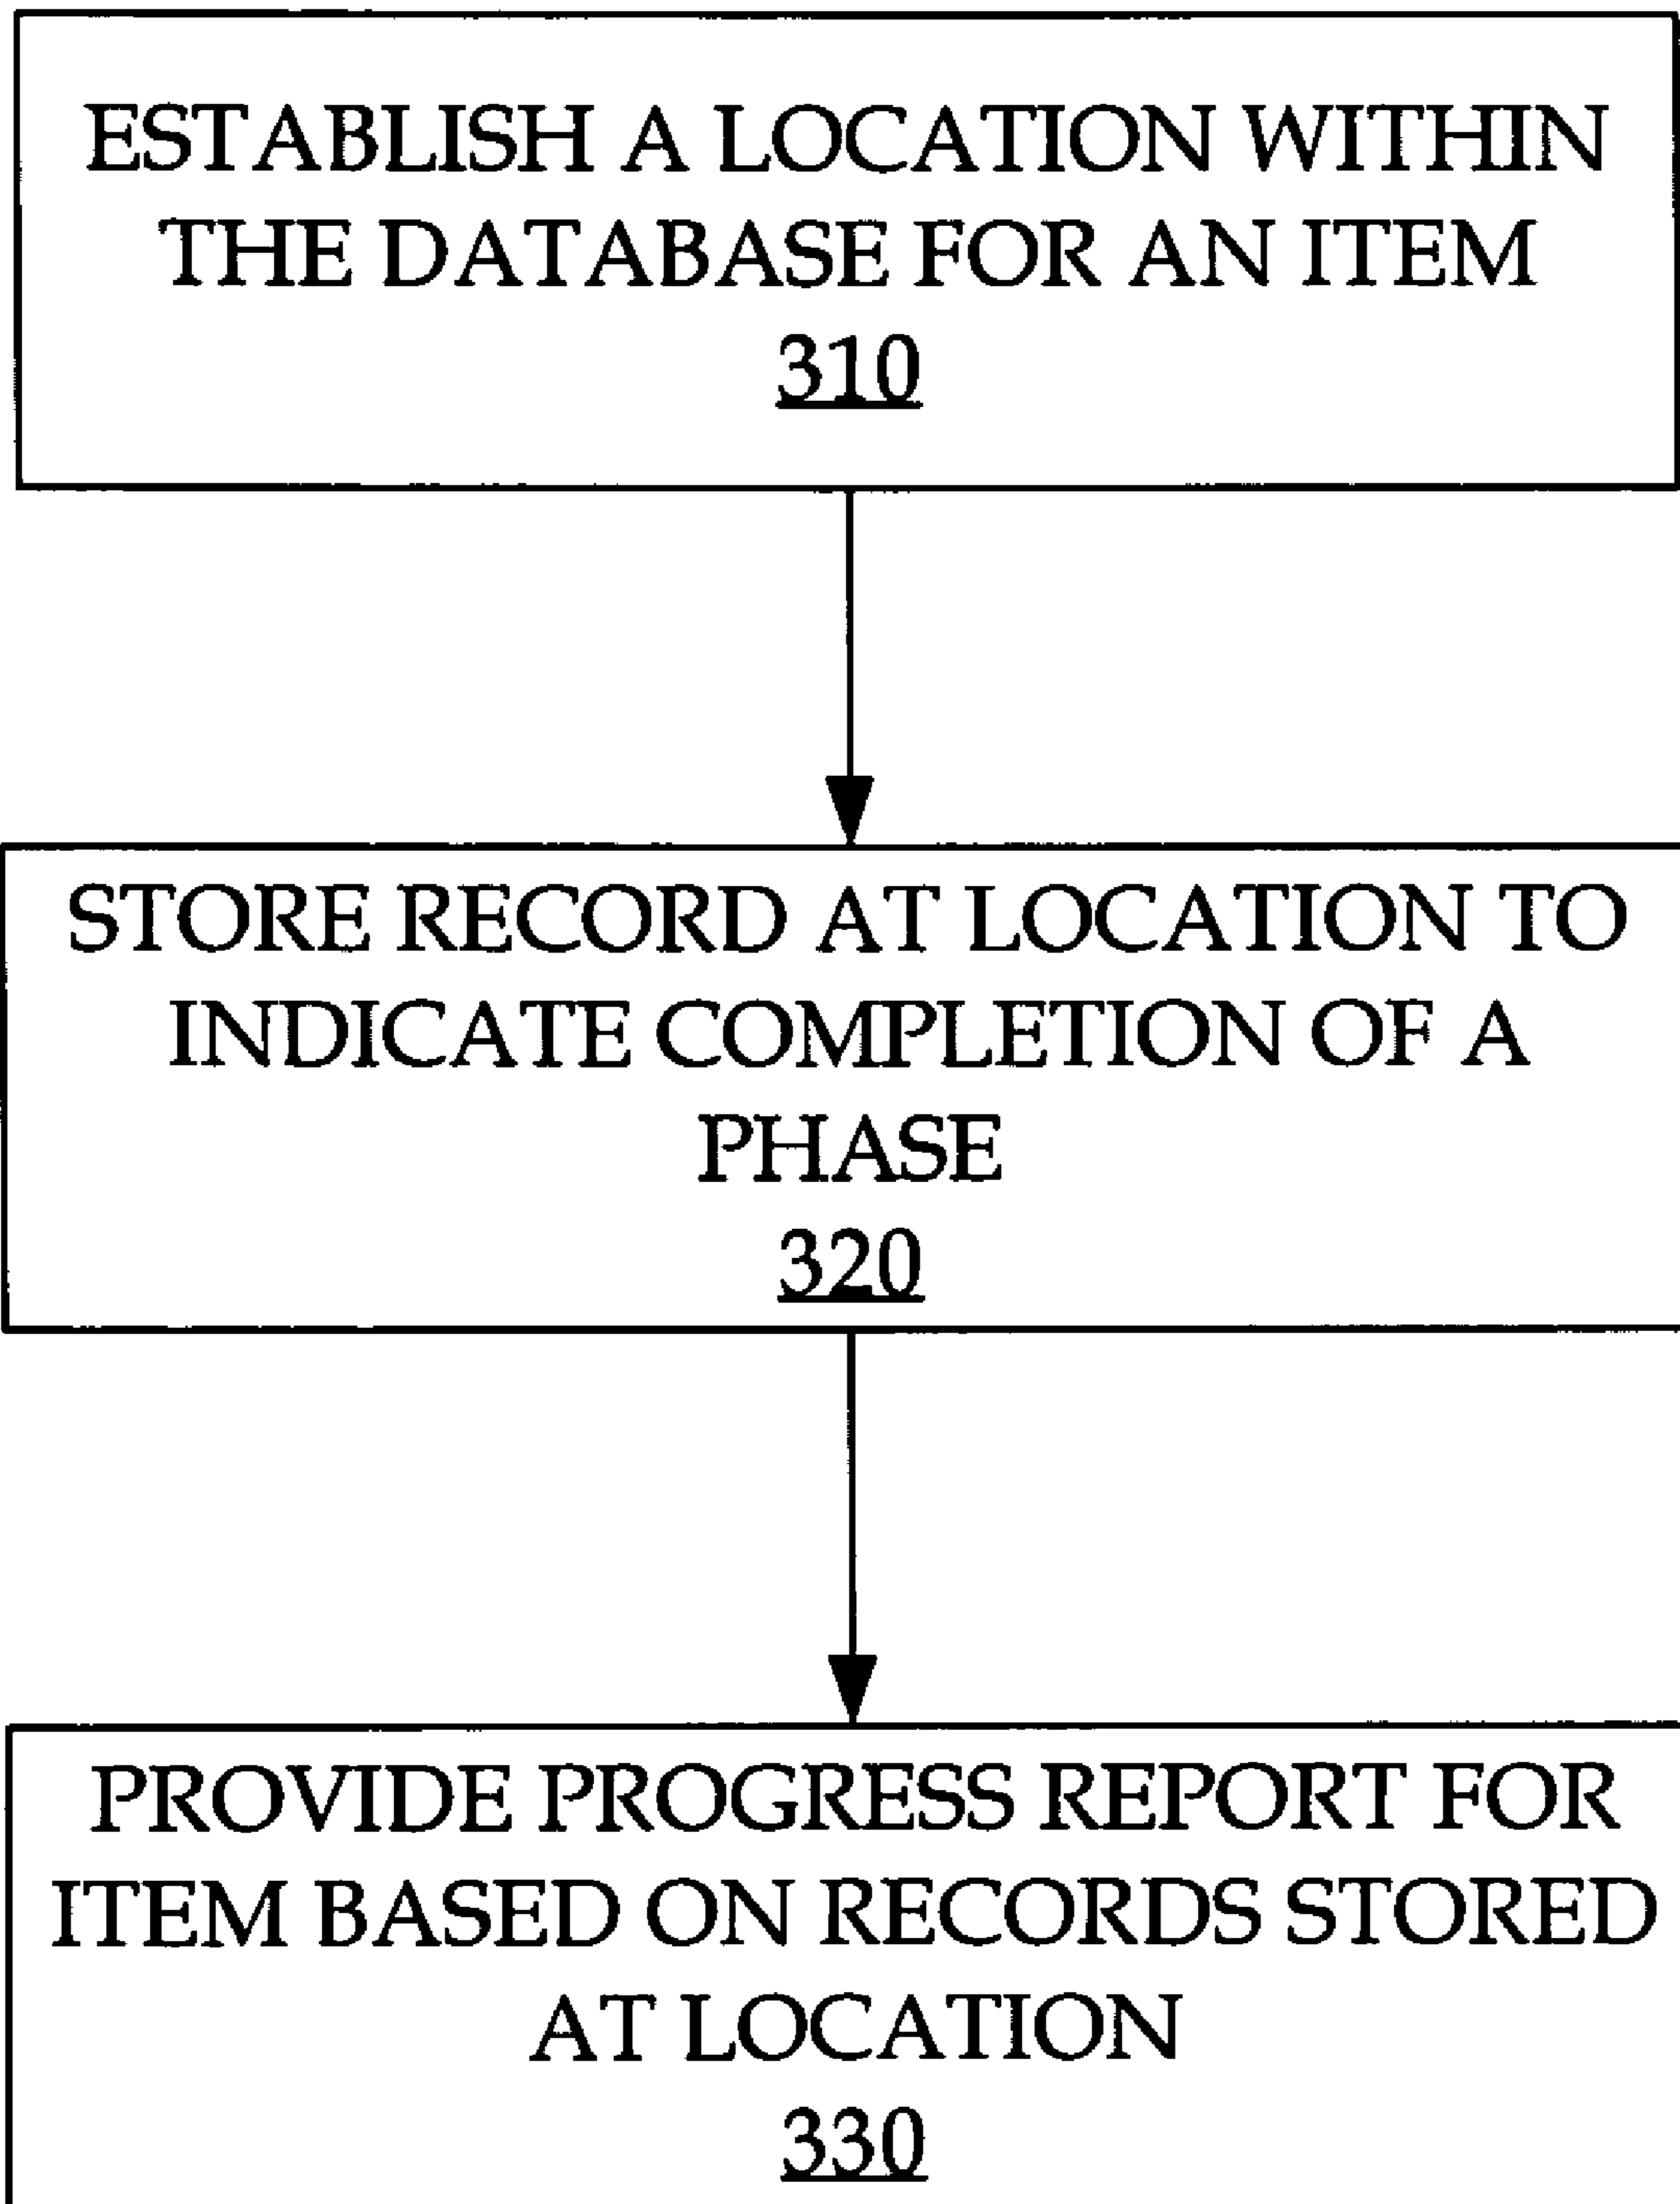 ESTABLISH A LOCATION WITHIN
THE DATABASE FOR AN ITEM
310
STORE RECORD AT LOCATION TO
INDICATE COMPLETION OF A
PHASE
320
PROVIDE PROGRESS REPORT FOR
ITEM BASED ON RECORDS STORED
AT LOCATION
330